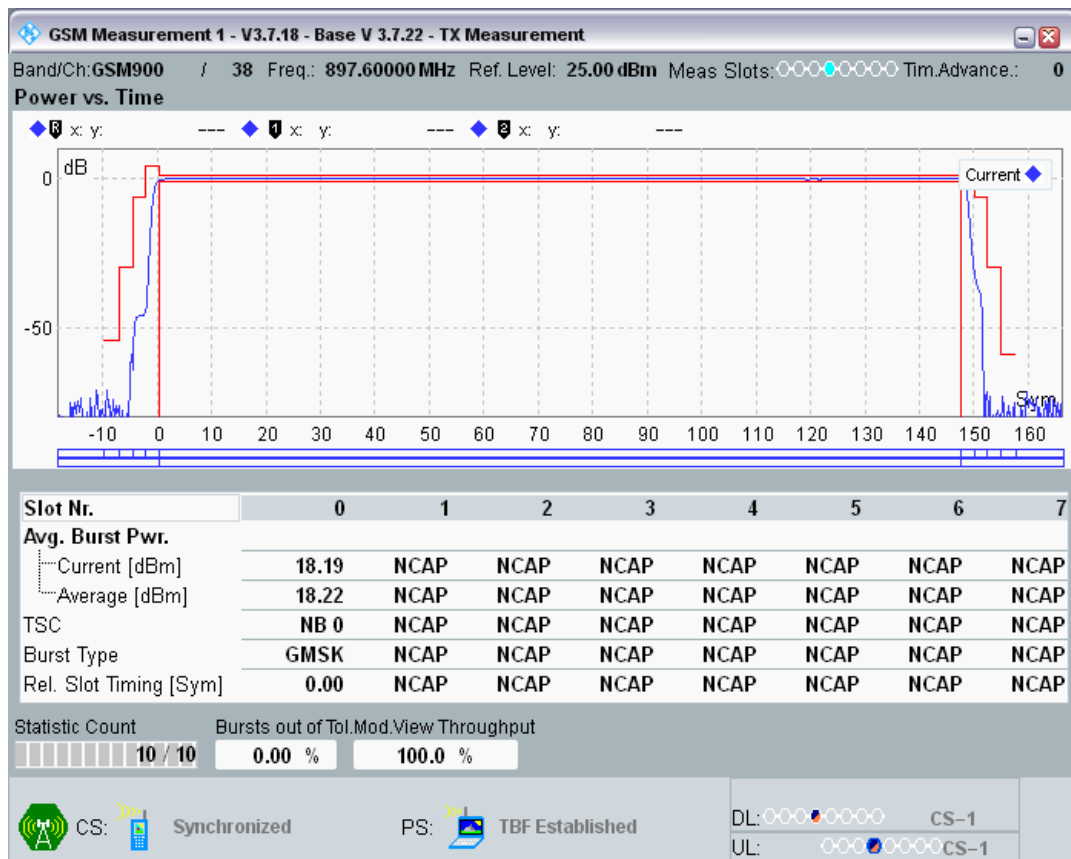 GSM Measurement 1 - V3.7.18 - Base V 3.7.22 - TX Measurement
Band/Ch:GSM900 / 38 Freq.: 897.60000 MHz Ref. Level: 25.00 dBm Meas Slots: Tim.Advance.: 0
Power vs. Time
R x: y: --- 1 x: y: --- 2 x: y: ---
dB
Current
0
-50
Sym
-10 0 10 20 30 40 50 60 70 80 90 100 110 120 130 140 150 160
Slot Nr. 0 1 2 3 4 5 6 7
Avg. Burst Pwr.
Current [dBm] 18.19 NCAP NCAP NCAP NCAP NCAP NCAP NCAP
Average [dBm] 18.22 NCAP NCAP NCAP NCAP NCAP NCAP NCAP
TSC NB 0 NCAP NCAP NCAP NCAP NCAP NCAP NCAP
Burst Type GMSK NCAP NCAP NCAP NCAP NCAP NCAP NCAP
Rel. Slot Timing [Sym] 0.00 NCAP NCAP NCAP NCAP NCAP NCAP NCAP
Statistic Count Bursts out of Tol.Mod.View Throughput
10 / 10 0.00 % 100.0 %
CS: Synchronized PS: TBF Established
DL: CS-1
UL: CS-1